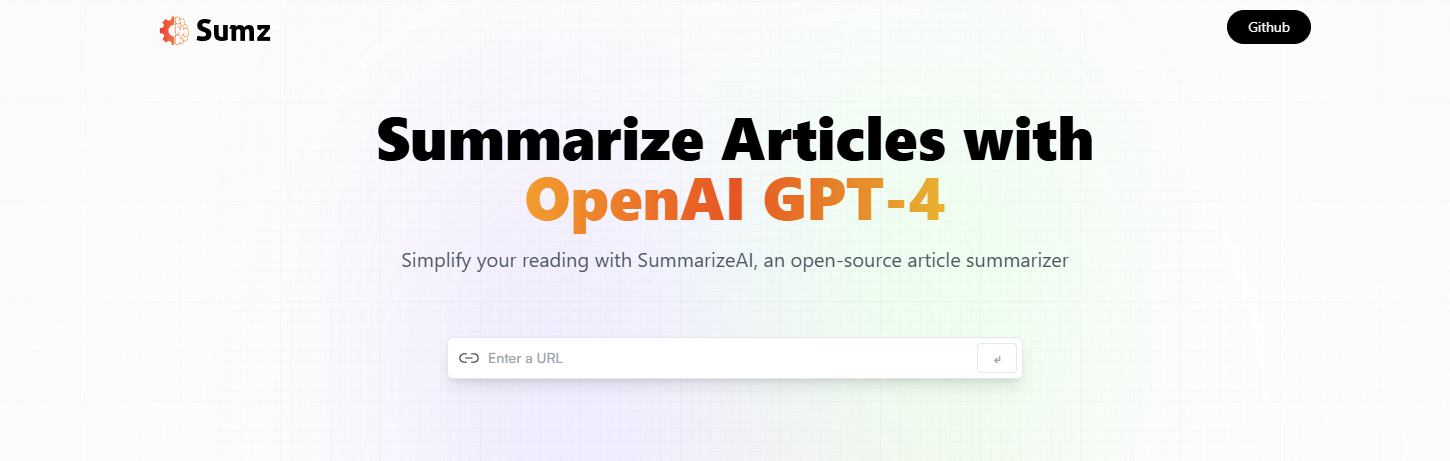 Sumz
Github
Summarize Articles with
OpenAI GPT-4
Simplify your reading with SummarizeAI, an open-source article summarizer
Enter a URL
↵